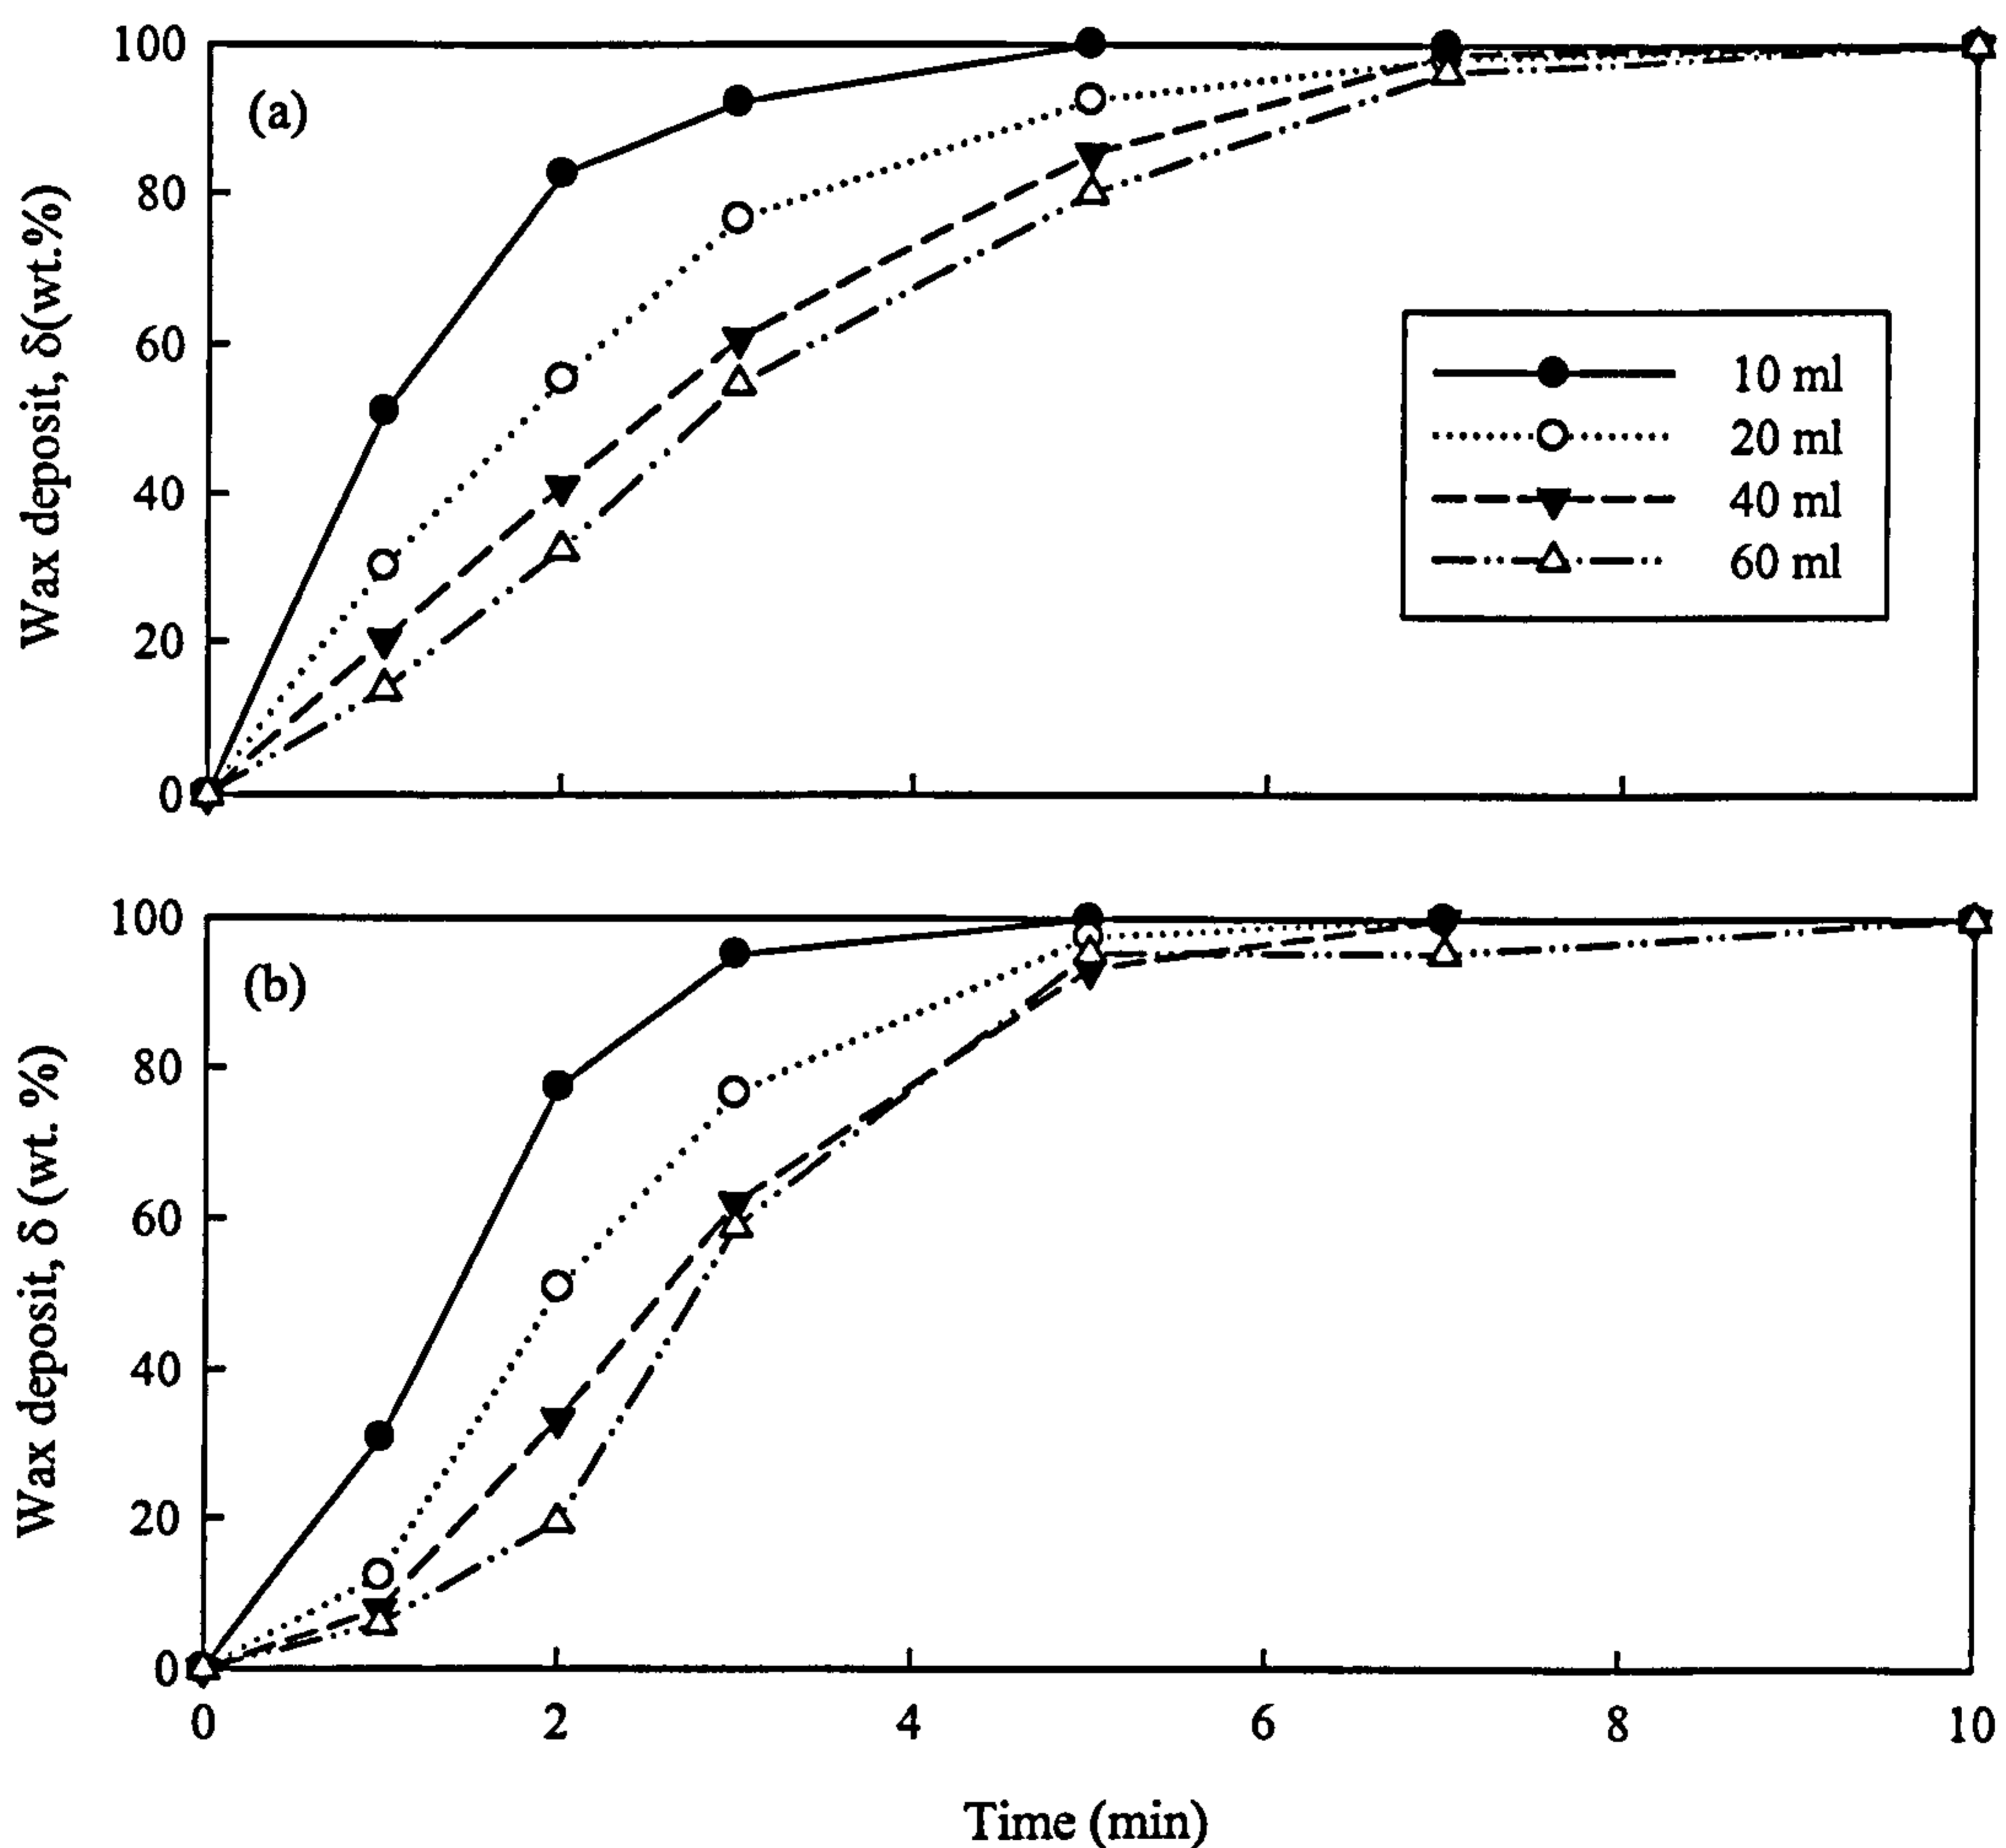 100
80
60
40
20
0
Wax deposit, δ(wt.%)
(a)
10 ml
20 ml
40 ml
60 ml
100
80
60
40
20
0
Wax deposit, δ (wt. %)
(b)
0 2 4 6 8 10
Time (min)